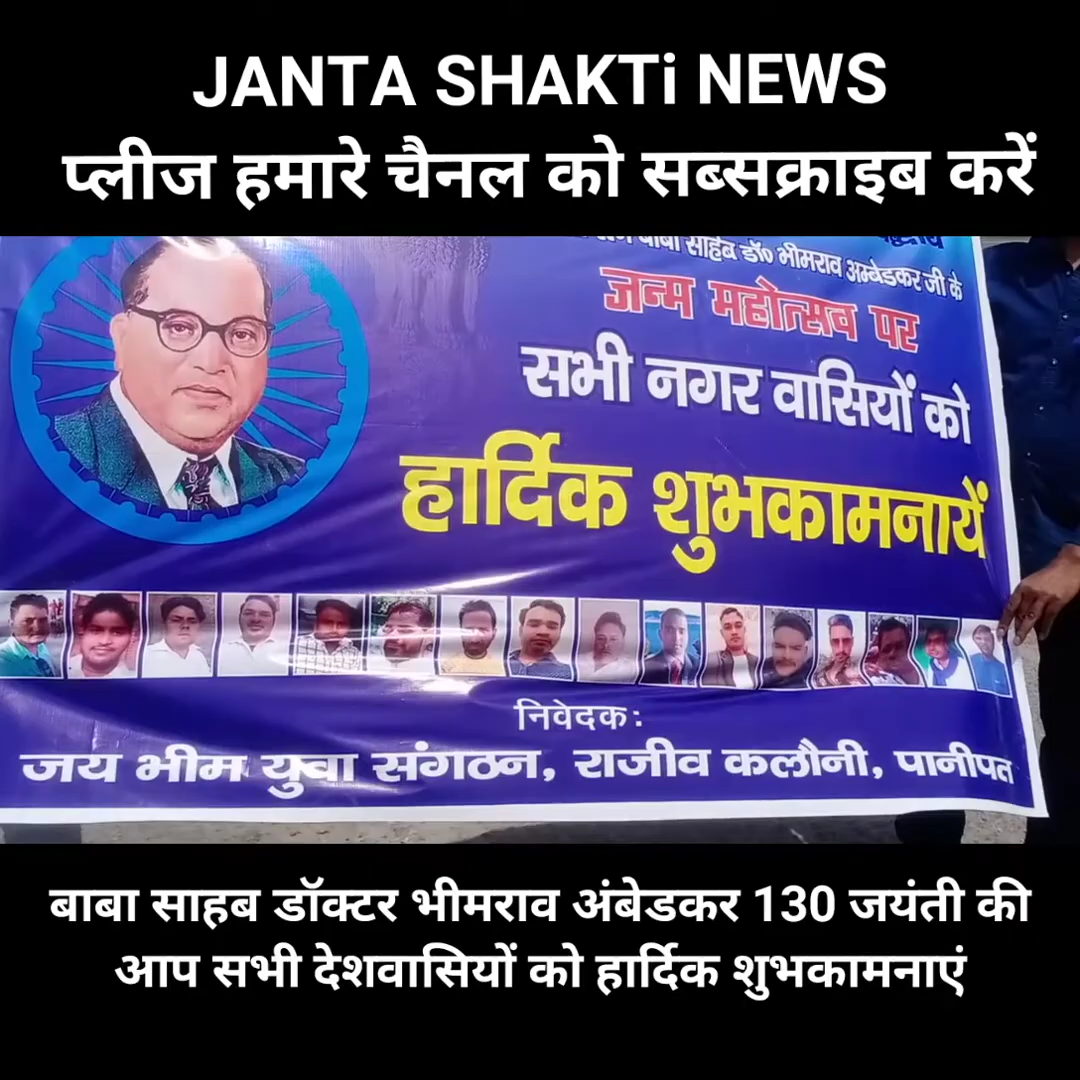 JANTA SHAKTi NEWS
प्लीज हमारे चैनल को सब्सक्राइब करें
बाबा साहेब डॉ० भीमराव अम्बेडकर जी के
जन्म महोत्सव पर
सभी नगर वासियों को
हार्दिक शुभकामनायें
निवेदक:
जय भीम युवा संगठन, राजीव कलौनी, पानीपत
बाबा साहब डॉक्टर भीमराव अंबेडकर 130 जयंती की
आप सभी देशवासियों को हार्दिक शुभकामनाएं